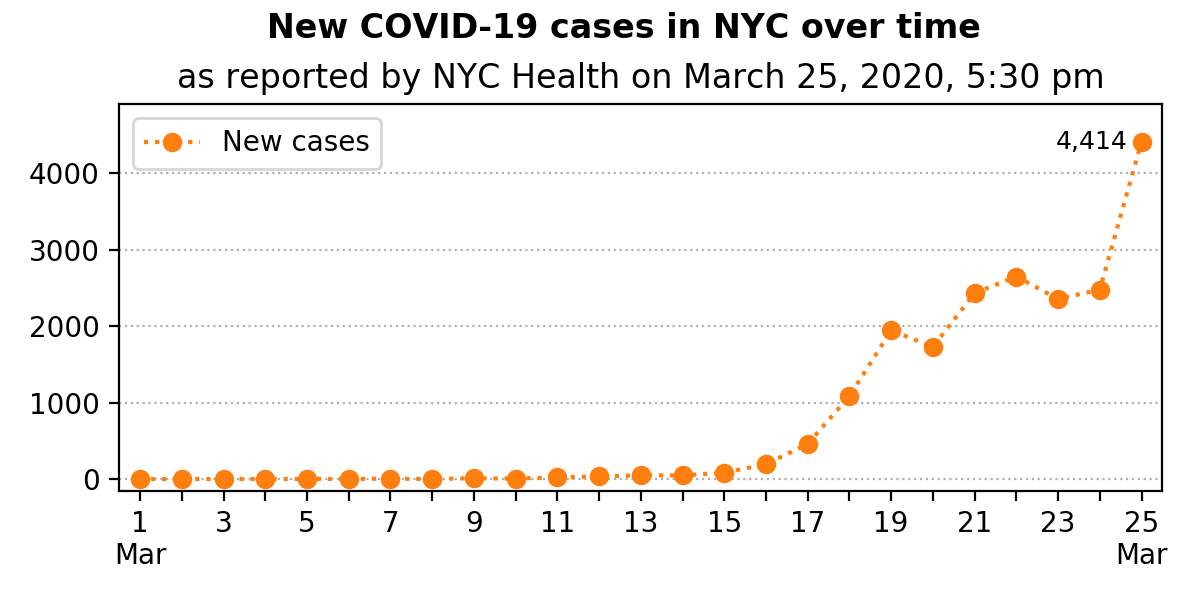 New COVID-19 cases in NYC over time
as reported by NYC Health on March 25, 2020, 5:30 pm
New cases
4,414
4000
3000
2000
1000
0
1 3 5 7 9 11 13 15 17 19 21 23 25
Mar Mar